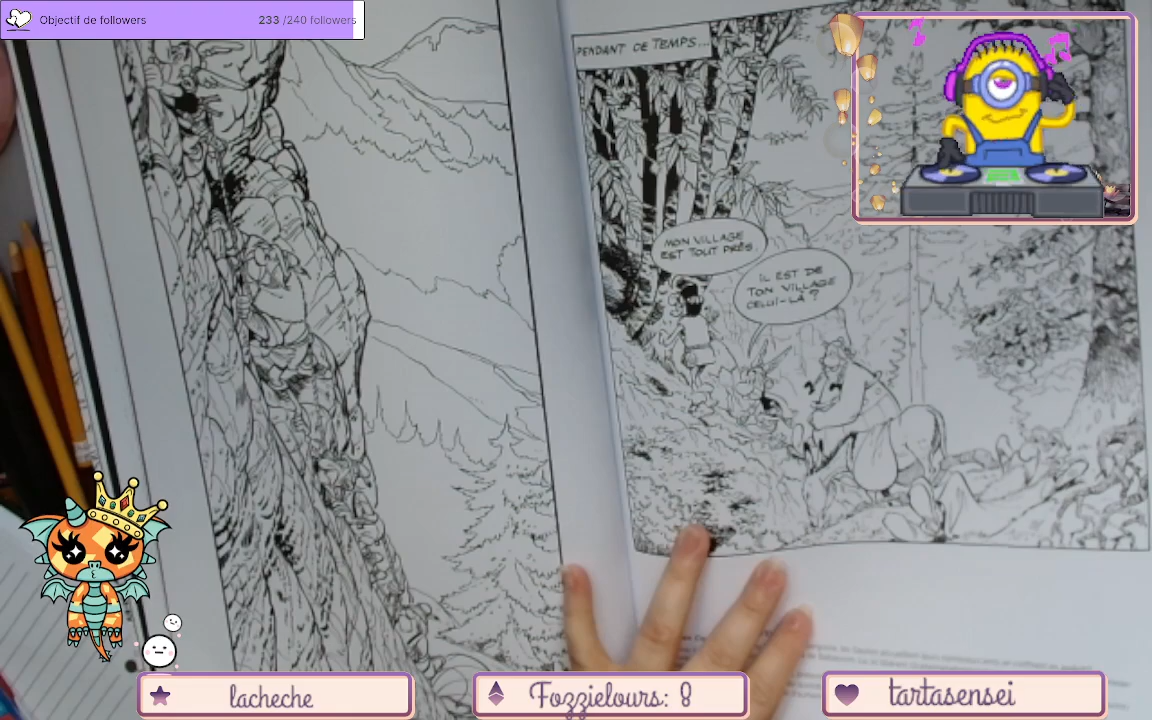 Objectif de followers
233 / 240 followers
PENDANT CE TEMPS...
MON VILLAGE
EST TOUT PRÈS
IL EST DE
TON VILLAGE
CELUI-LÀ ?
lacheche
Fozzielours: 8
tartasensei